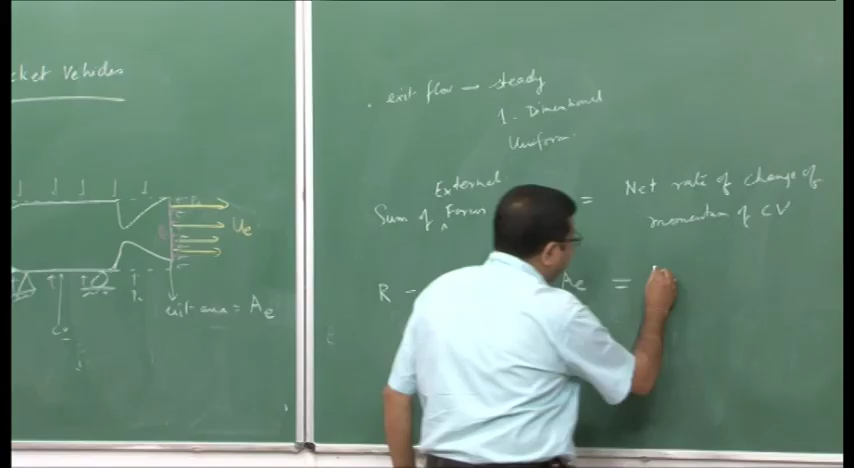 cket Vehicles
Ue
exit-area = Ae
. exit flow — steady
1 - Dimensional
Uniform
External
Sum of ^ Forces =
Net rate of change of
momentum of CV
R - Ae =